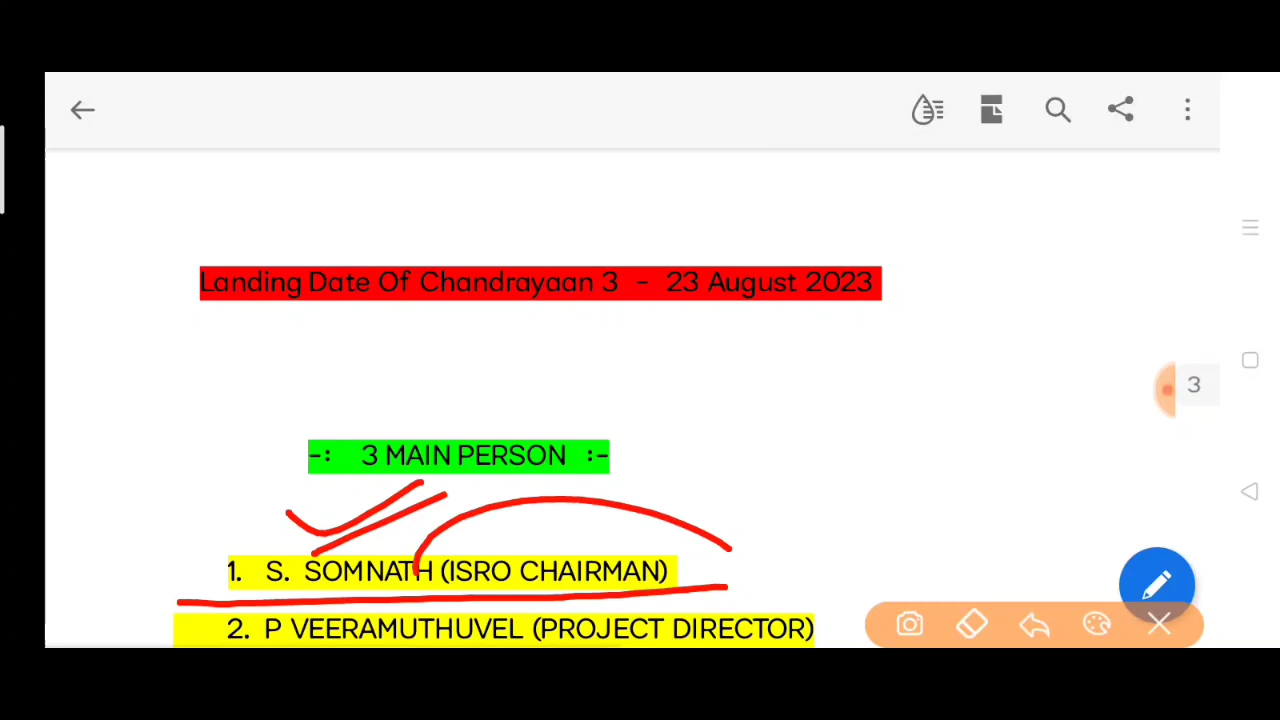 Landing Date Of Chandrayaan 3 - 23 August 2023
3
-: 3 MAIN PERSON :-
1. S. SOMNATH (ISRO CHAIRMAN)
2. P VEERAMUTHUVEL (PROJECT DIRECTOR)